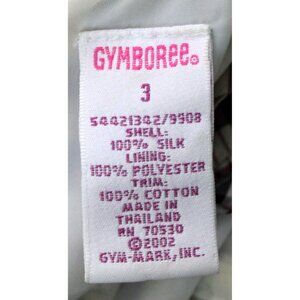 GYMBOREE®
3
54421342/9908
SHELL:
100% SILK
LINING:
100% POLYESTER
TRIM:
100% COTTON
MADE IN
THAILAND
RN 70530
©2002
GYM-MARK, INC.